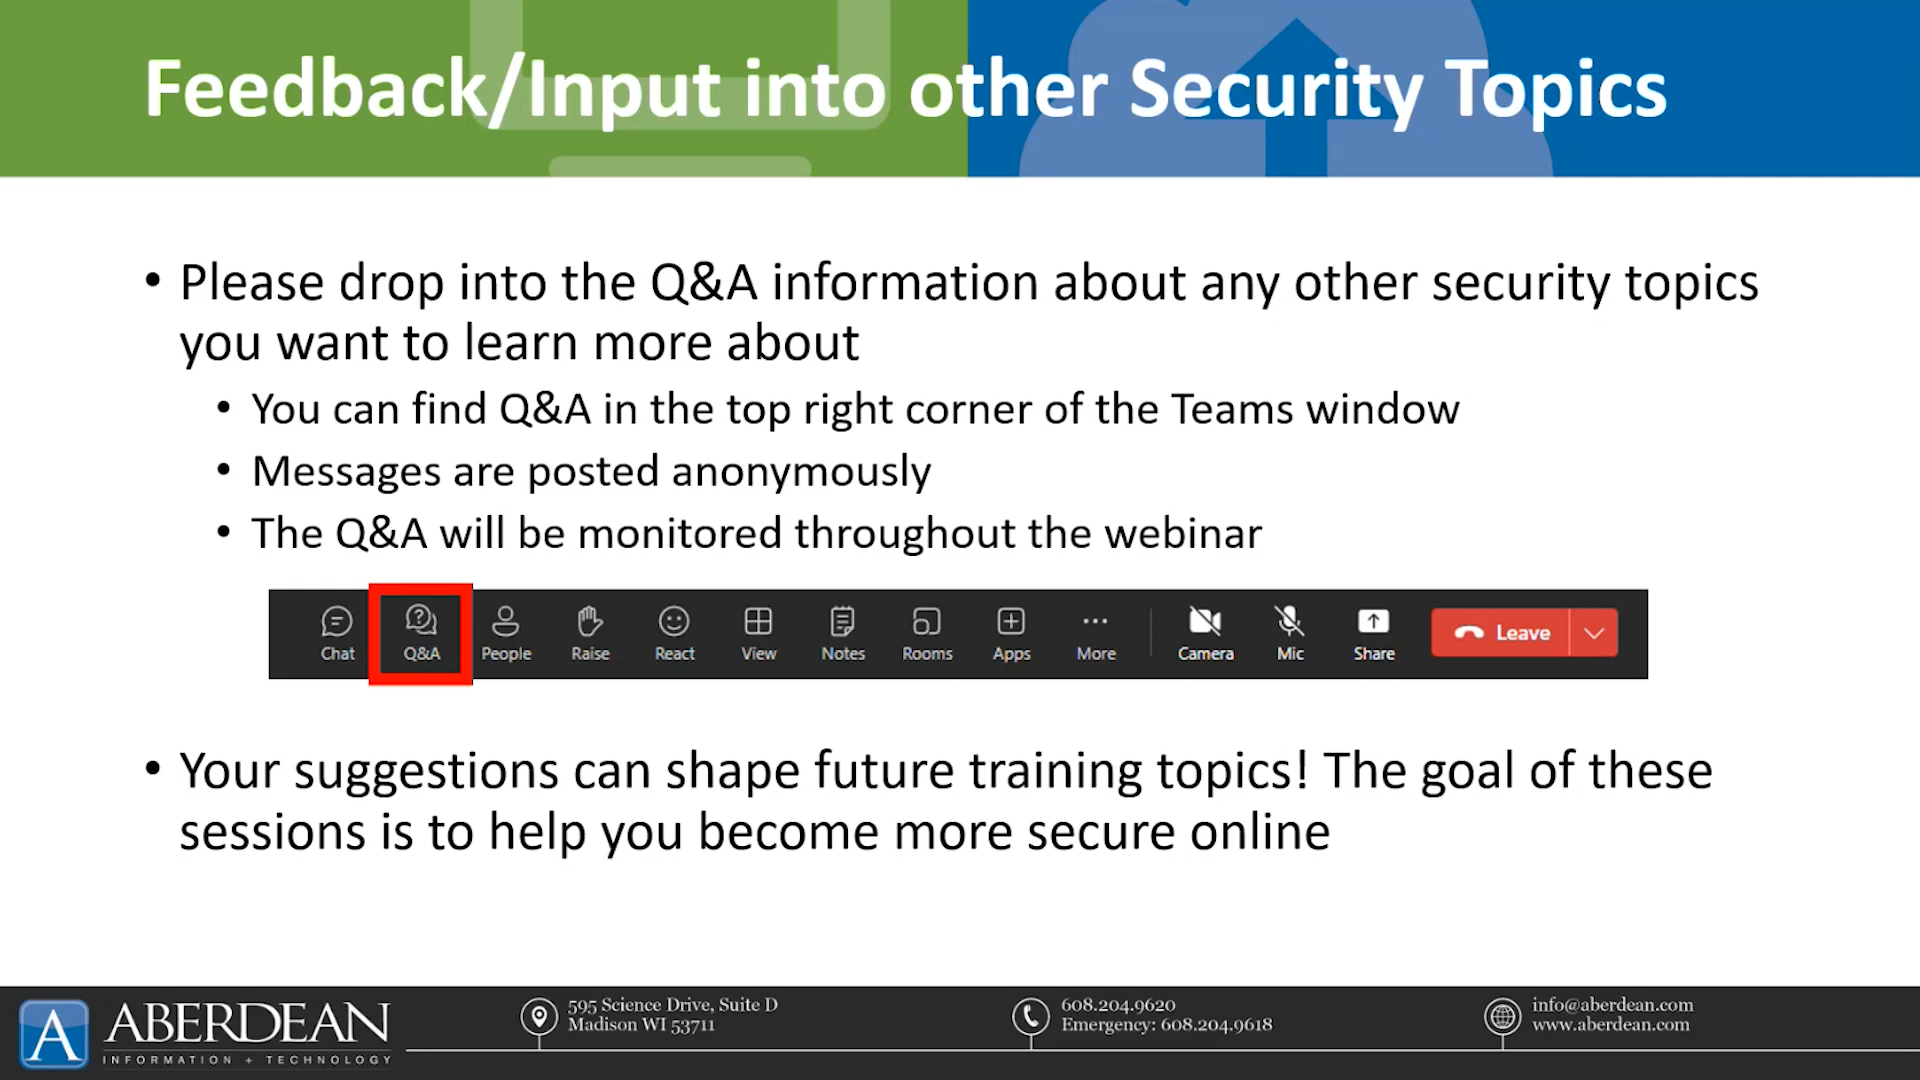 Feedback/Input into other Security Topics
• Please drop into the Q&A information about any other security topics
you want to learn more about
• You can find Q&A in the top right corner of the Teams window
• Messages are posted anonymously
• The Q&A will be monitored throughout the webinar
Chat Q&A People Raise React View Notes Rooms Apps More Camera Mic Share Leave
• Your suggestions can shape future training topics! The goal of these
sessions is to help you become more secure online
A ABERDEAN
INFORMATION + TECHNOLOGY
595 Science Drive, Suite D
Madison WI 53711
608.204.9620
Emergency: 608.204.9618
info@aberdean.com
www.aberdean.com